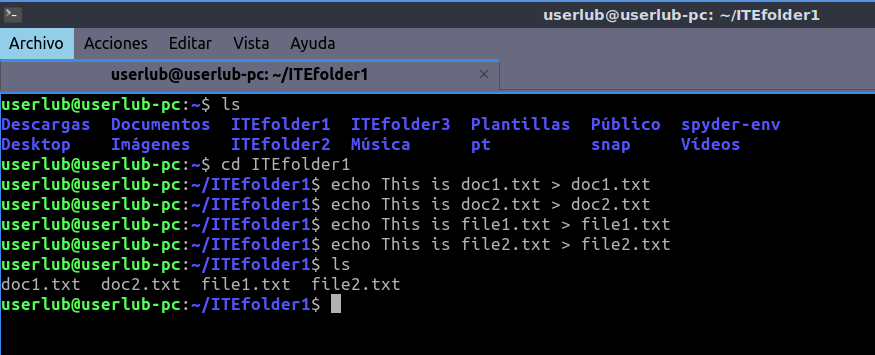 userlub@userlub-pc: ~/ITEfolder1
Archivo Acciones Editar Vista Ayuda
userlub@userlub-pc: ~/ITEfolder1 ×
userlub@userlub-pc:~$ ls
Descargas Documentos ITEfolder1 ITEfolder3 Plantillas Público spyder-env
Desktop Imágenes ITEfolder2 Música pt snap Vídeos
userlub@userlub-pc:~$ cd ITEfolder1
userlub@userlub-pc:~/ITEfolder1$ echo This is doc1.txt > doc1.txt
userlub@userlub-pc:~/ITEfolder1$ echo This is doc2.txt > doc2.txt
userlub@userlub-pc:~/ITEfolder1$ echo This is file1.txt > file1.txt
userlub@userlub-pc:~/ITEfolder1$ echo This is file2.txt > file2.txt
userlub@userlub-pc:~/ITEfolder1$ ls
doc1.txt doc2.txt file1.txt file2.txt
userlub@userlub-pc:~/ITEfolder1$